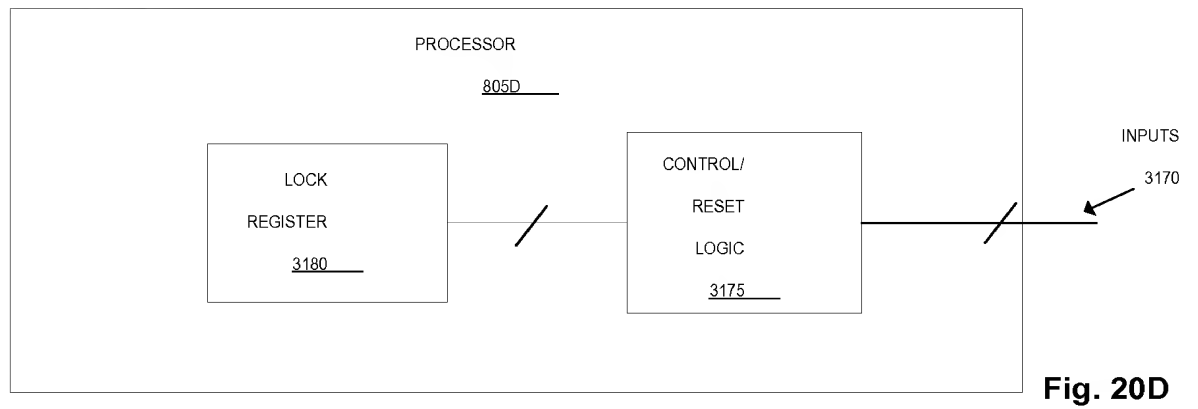 PROCESSOR
805D
LOCK
REGISTER
3180
CONTROL/
RESET
LOGIC
3175
INPUTS
3170
Fig. 20D